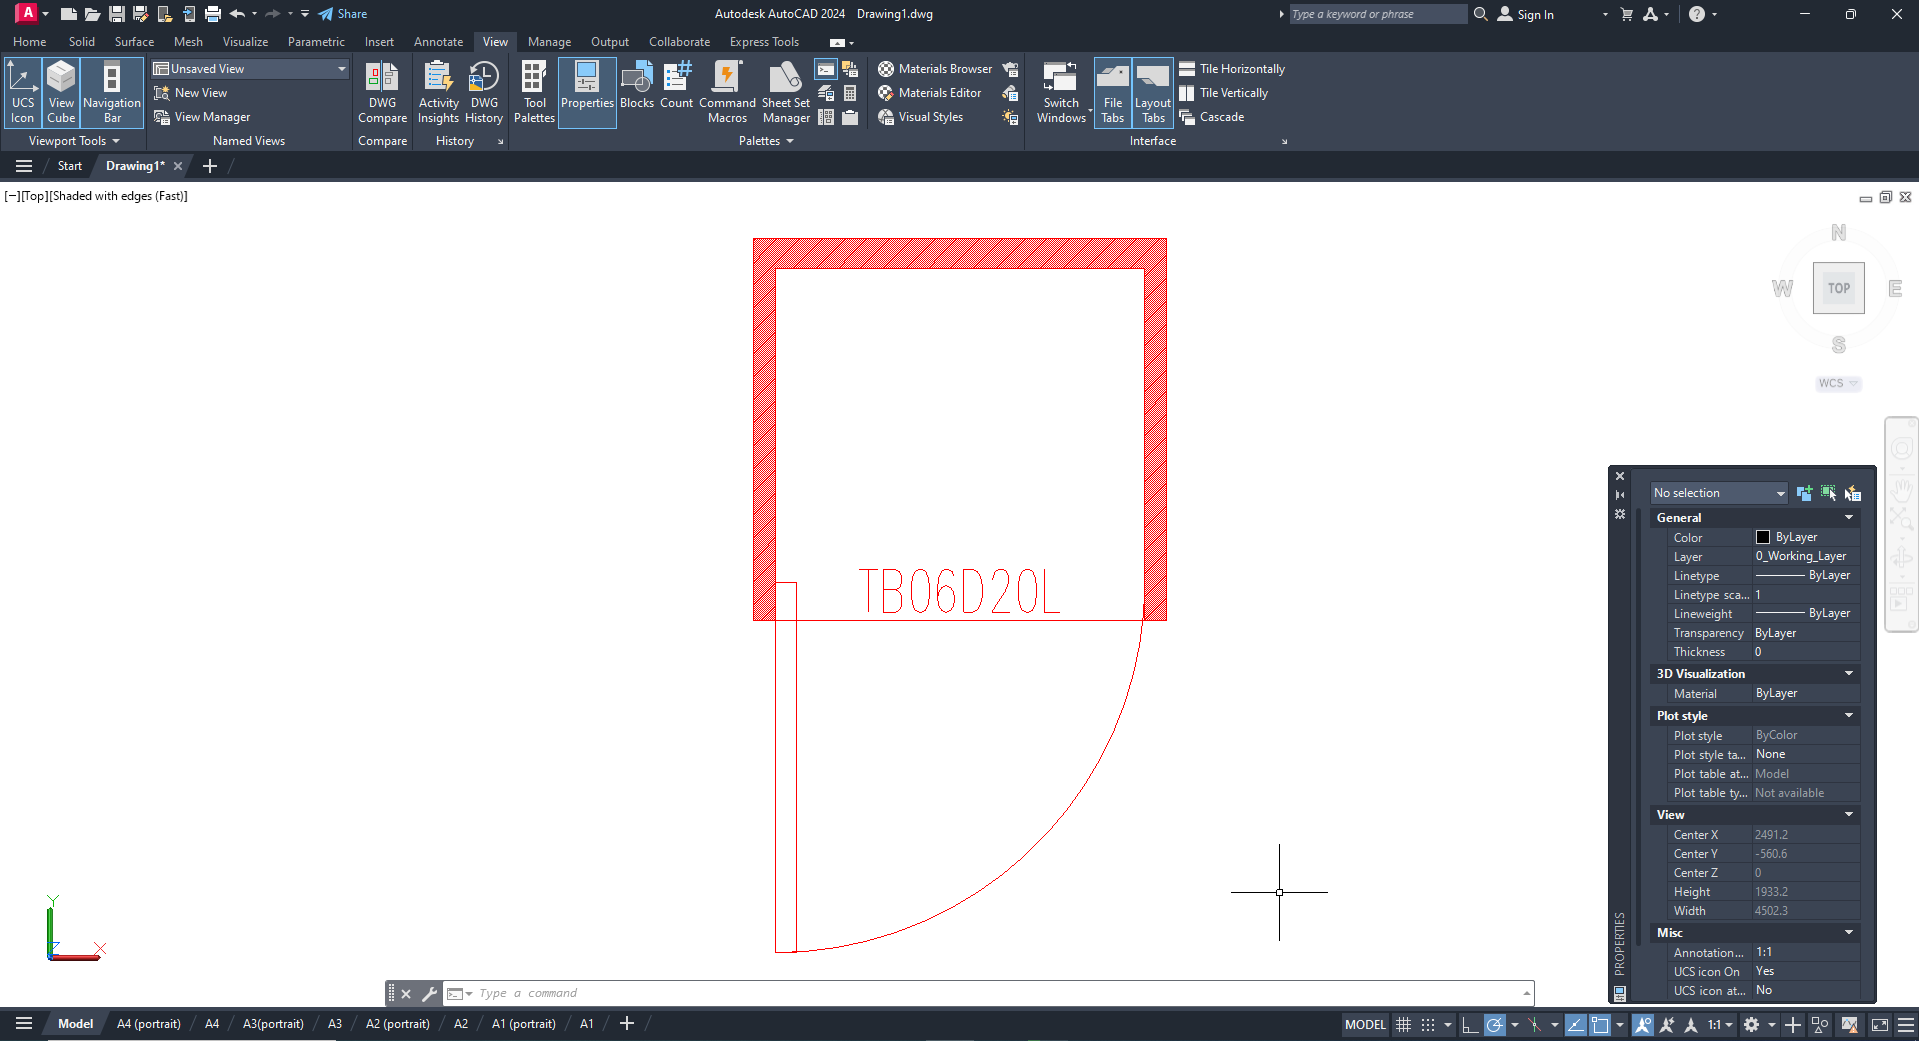 A
Share
Autodesk AutoCAD 2024 Drawing1.dwg
Type a keyword or phrase
Sign In
Home Solid Surface Mesh Visualize Parametric Insert Annotate View Manage Output Collaborate Express Tools
UCS Icon
View Cube
Navigation Bar
Viewport Tools
Unsaved View
New View
View Manager
Named Views
DWG Compare
Compare
Activity Insights
DWG History
History
Tool Palettes
Properties
Blocks
Count
Command Macros
Sheet Set Manager
Materials Browser
Materials Editor
Visual Styles
Palettes
Switch Windows
File Tabs
Layout Tabs
Tile Horizontally
Tile Vertically
Cascade
Interface
Start Drawing1*
[−][Top][Shaded with edges (Fast)]
N
W TOP E
S
WCS
TB06D20L
No selection
General
Color ByLayer
Layer 0_Working_Layer
Linetype ByLayer
Linetype sca... 1
Lineweight ByLayer
Transparency ByLayer
Thickness 0
3D Visualization
Material ByLayer
Plot style
Plot style ByColor
Plot style ta... None
Plot table at... Model
Plot table ty... Not available
View
Center X 2491.2
Center Y -560.6
Center Z 0
Height 1933.2
Width 4502.3
Misc
Annotation... 1:1
UCS icon On Yes
UCS icon at... No
PROPERTIES
Y
Z
X
Type a command
Model A4 (portrait) A4 A3(portrait) A3 A2 (portrait) A2 A1 (portrait) A1
MODEL 1:1